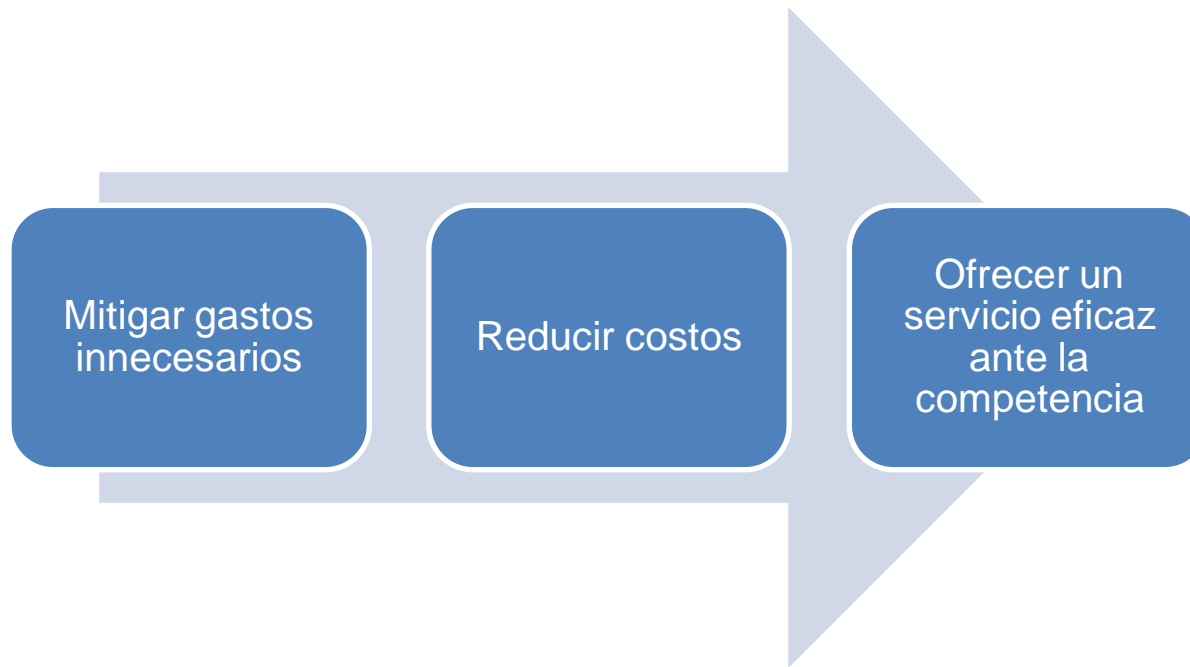 Mitigar gastos
innecesarios
Reducir costos
Ofrecer un
servicio eficaz
ante la
competencia